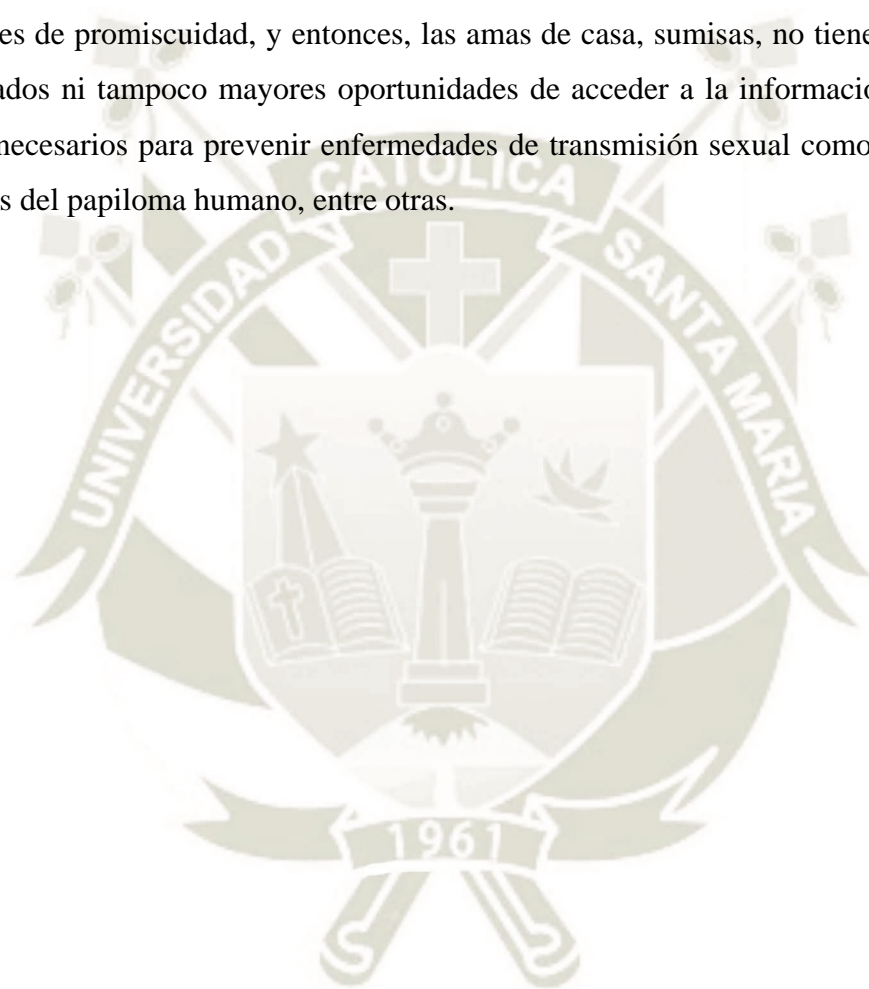 es de promiscuidad, y entonces, las amas de casa, sumisas, no tiene
ados ni tampoco mayores oportunidades de acceder a la informacio
necesarios para prevenir enfermedades de transmisión sexual como
s del papiloma humano, entre otras.
UNIVERSIDAD CATOLICA SANTA MARIA
1961